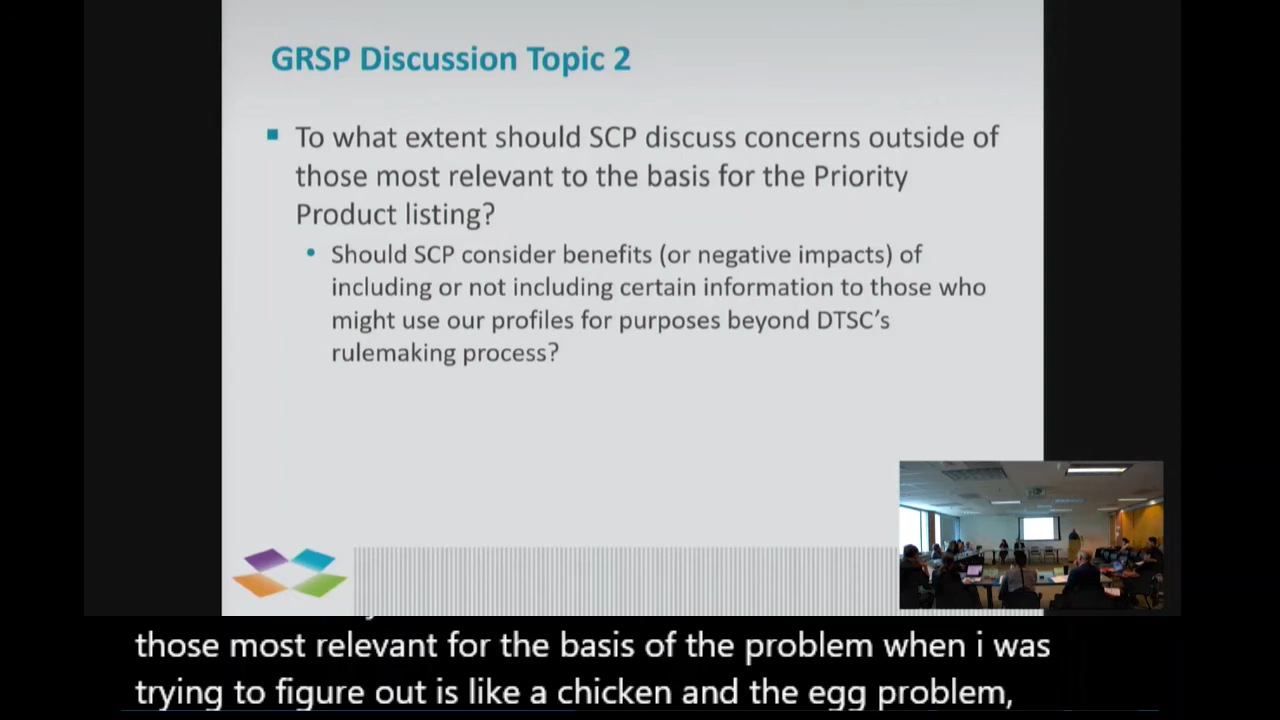 GRSP Discussion Topic 2
To what extent should SCP discuss concerns outside of
those most relevant to the basis for the Priority
Product listing?
Should SCP consider benefits (or negative impacts) of
including or not including certain information to those who
might use our profiles for purposes beyond DTSC's
rulemaking process?
those most relevant for the basis of the problem when i was
trying to figure out is like a chicken and the egg problem,